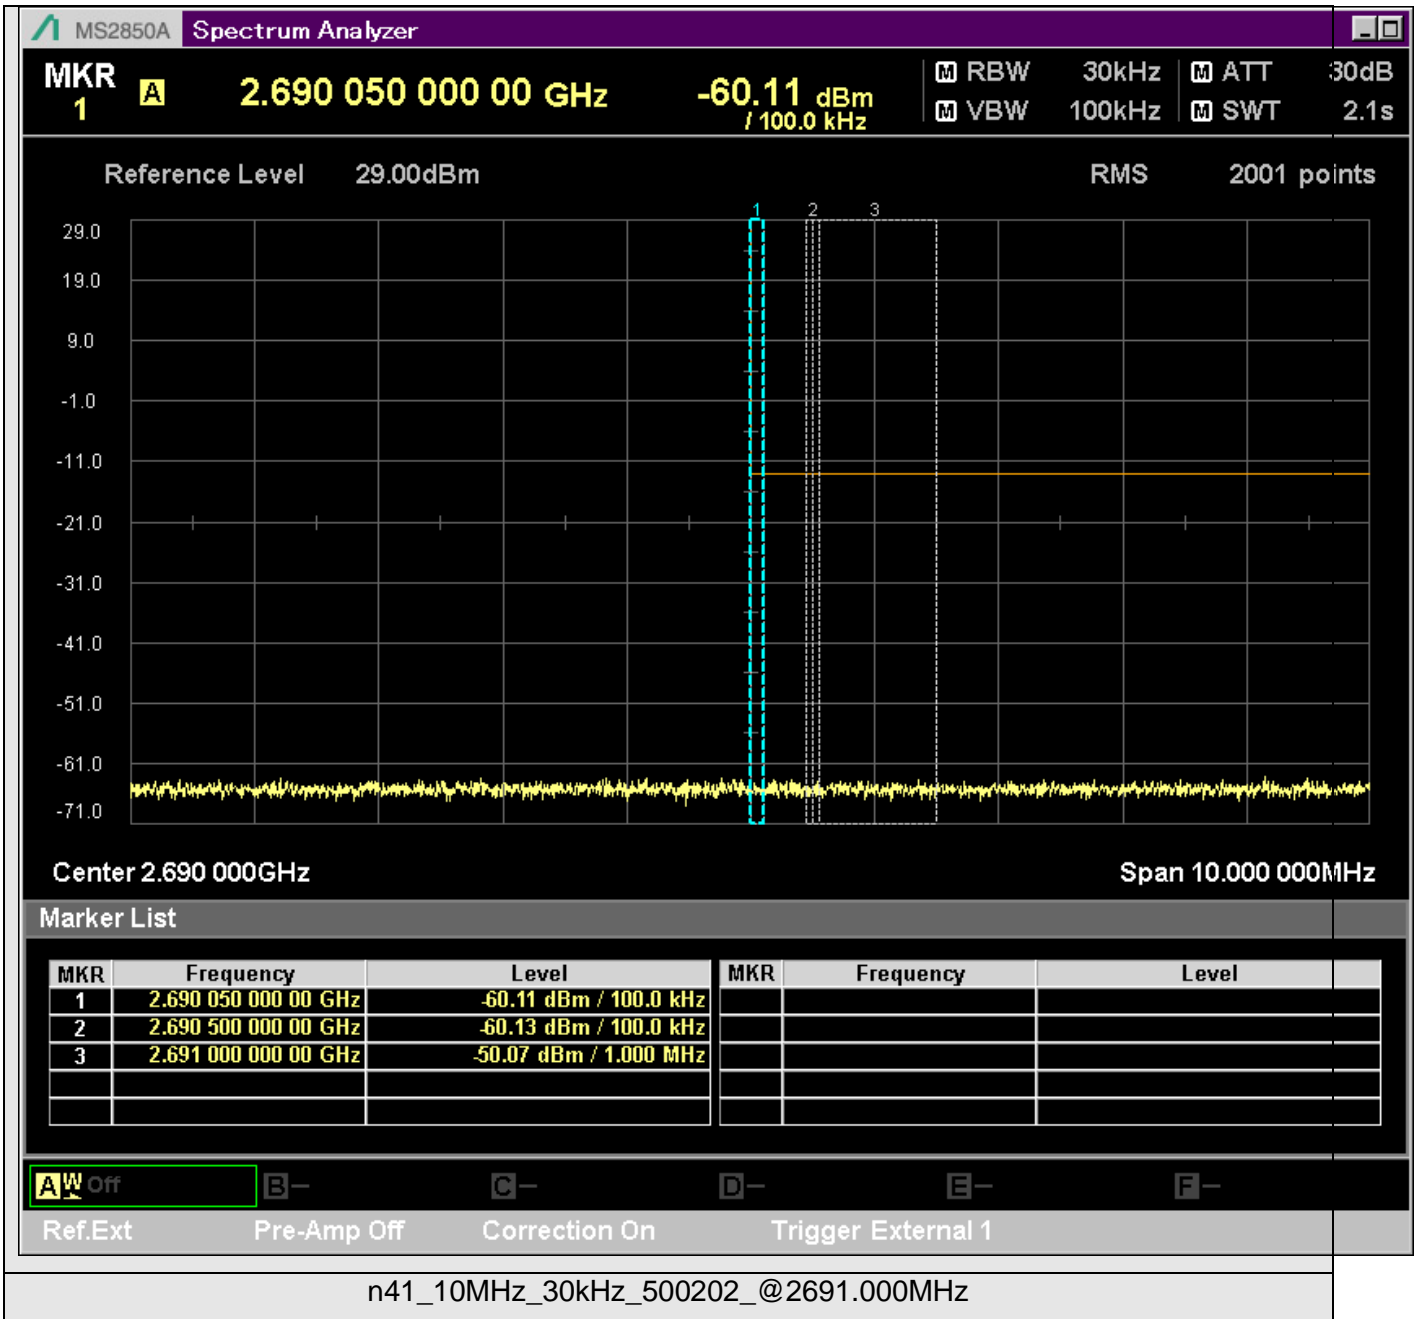 MS2850A Spectrum Analyzer
MKR 1 A 2.690 050 000 00 GHz -60.11 dBm / 100.0 kHz
M RBW 30kHz M ATT 30dB
M VBW 100kHz M SWT 2.1s
Reference Level 29.00dBm RMS 2001 points
1 2 3
29.0
19.0
9.0
-1.0
-11.0
-21.0
-31.0
-41.0
-51.0
-61.0
-71.0
Center 2.690 000GHz Span 10.000 000MHz
Marker List
MKR Frequency Level MKR Frequency Level
1 2.690 050 000 00 GHz -60.11 dBm / 100.0 kHz
2 2.690 500 000 00 GHz -60.13 dBm / 100.0 kHz
3 2.691 000 000 00 GHz -50.07 dBm / 1.000 MHz
A W Off B- C- D- E- F-
Ref.Ext Pre-Amp Off Correction On Trigger External 1
n41_10MHz_30kHz_500202_@2691.000MHz